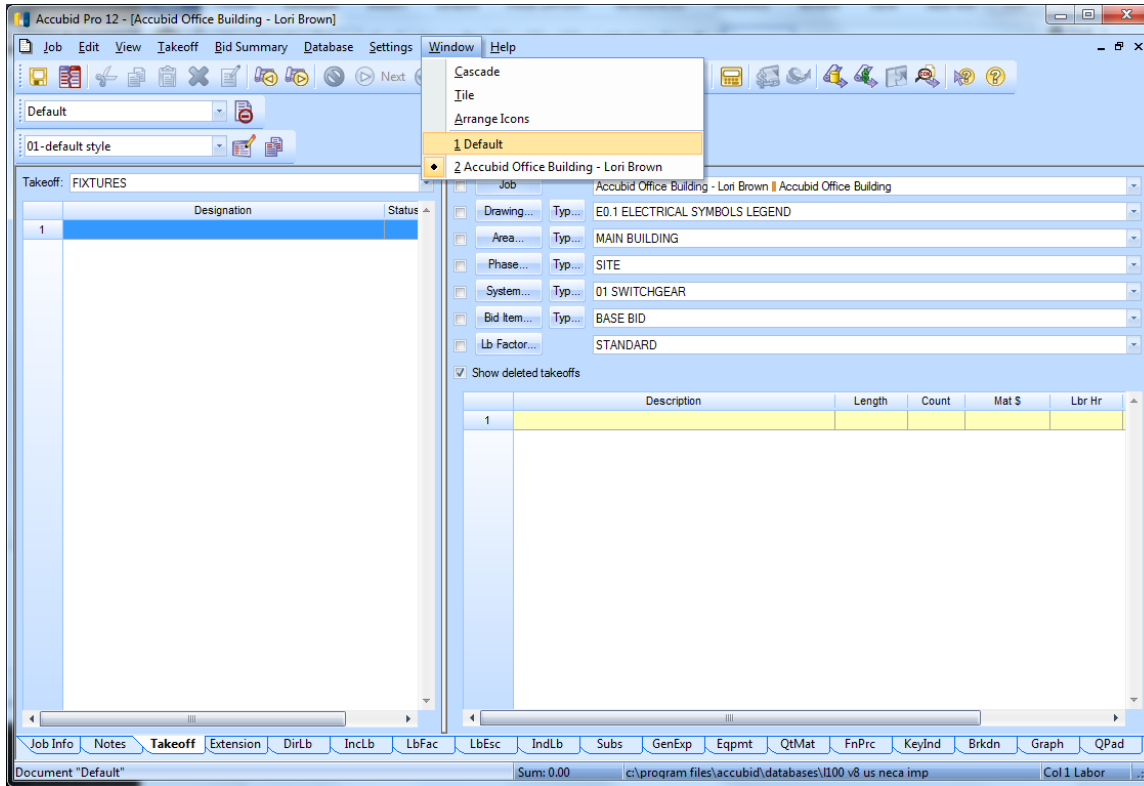 Accubid Pro 12 - [Accubid Office Building - Lori Brown]
Job Edit View Takeoff Bid Summary Database Settings Window Help
Next
Cascade
Tile
Arrange Icons
1 Default
2 Accubid Office Building - Lori Brown
Default
01-default style
Takeoff: FIXTURES
Designation Status
1
Job Accubid Office Building - Lori Brown || Accubid Office Building
Drawing... Typ... E0.1 ELECTRICAL SYMBOLS LEGEND
Area... Typ... MAIN BUILDING
Phase... Typ... SITE
System... Typ... 01 SWITCHGEAR
Bid Item... Typ... BASE BID
Lb Factor... STANDARD
Show deleted takeoffs
Description Length Count Mat $ Lbr Hr
1
Job Info Notes Takeoff Extension DirLb IncLb LbFac LbEsc IndLb Subs GenExp Eqpmt QtMat FnPrc KeyInd Brkdn Graph QPad
Document "Default" Sum: 0.00 c:\program files\accubid\databases\l100 v8 us neca imp Col 1 Labor